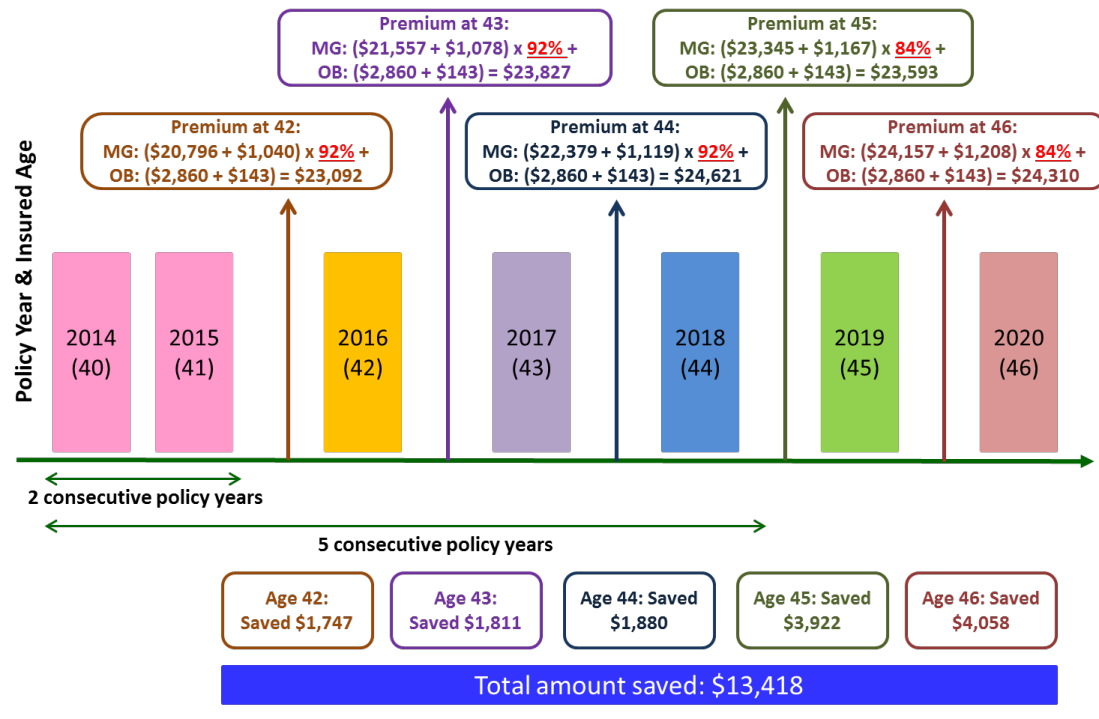 Premium at 43:
MG: ($21,557 + $1,078) x 92% +
OB: ($2,860 + $143) = $23,827
Premium at 45:
MG: ($23,345 + $1,167) x 84% +
OB: ($2,860 + $143) = $23,593
Premium at 42:
MG: ($20,796 + $1,040) x 92% +
OB: ($2,860 + $143) = $23,092
Premium at 44:
MG: ($22,379 + $1,119) x 92% +
OB: ($2,860 + $143) = $24,621
Premium at 46:
MG: ($24,157 + $1,208) x 84% +
OB: ($2,860 + $143) = $24,310
Policy Year & Insured Age
2014
(40)
2015
(41)
2016
(42)
2017
(43)
2018
(44)
2019
(45)
2020
(46)
2 consecutive policy years
5 consecutive policy years
Age 42:
Saved $1,747
Age 43:
Saved $1,811
Age 44: Saved
$1,880
Age 45: Saved
$3,922
Age 46: Saved
$4,058
Total amount saved: $13,418